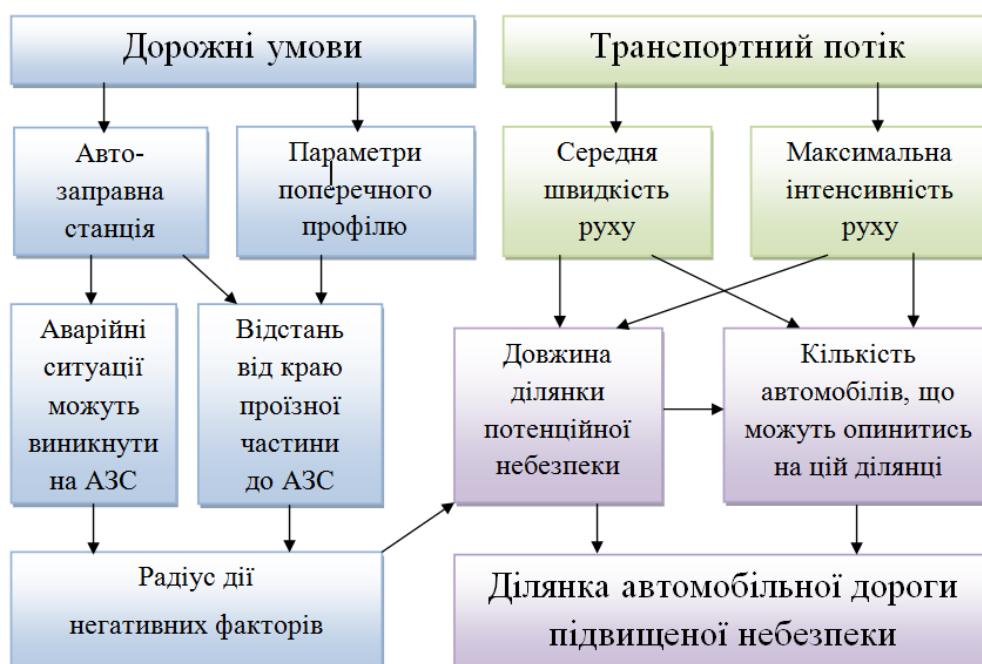 Дорожні умови
Транспортний потік
Авто-
заправна
станція
Параметри
поперечного
профілю
Середня
швидкість
руху
Максимальна
інтенсивність
руху
Аварійні
ситуації
можуть
виникнути
на АЗС
Відстань
від краю
проїзної
частини
до АЗС
Довжина
ділянки
потенційної
небезпеки
Кількість
автомобілів, що
можуть опинитись
на цій ділянці
Радіус дії
негативних факторів
Ділянка автомобільної дороги
підвищеної небезпеки